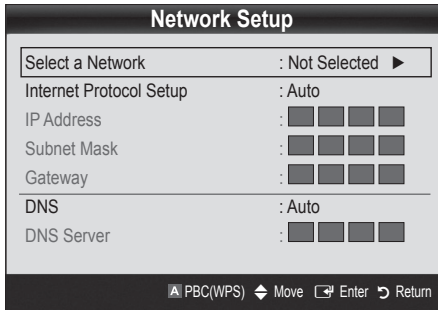 Network Setup
Select a Network : Not Selected ►
Internet Protocol Setup : Auto
IP Address :
Subnet Mask :
Gateway :
DNS : Auto
DNS Server :
A PBC(WPS) Move Enter Return